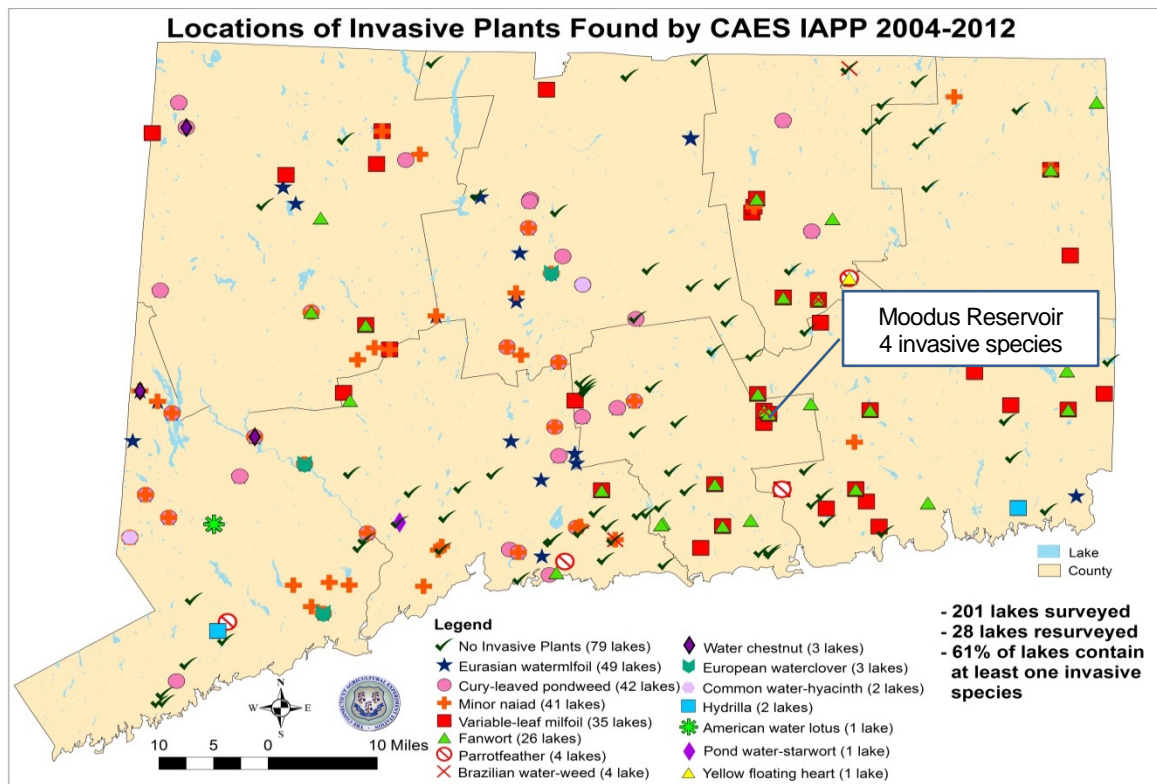 Locations of Invasive Plants Found by CAES IAPP 2004-2012
Moodus Reservoir
4 invasive species
Lake
County
- 201 lakes surveyed
- 28 lakes resurveyed
- 61% of lakes contain
at least one invasive
species
Legend
No Invasive Plants (79 lakes)
Eurasian watermlfoil (49 lakes)
Cury-leaved pondweed (42 lakes)
Minor naiad (41 lakes)
Variable-leaf milfoil (35 lakes)
Fanwort (26 lakes)
Parrotfeather (4 lakes)
Brazilian water-weed (4 lake)
Water chestnut (3 lakes)
European waterclover (3 lakes)
Common water-hyacinth (2 lakes)
Hydrilla (2 lakes)
American water lotus (1 lake)
Pond water-starwort (1 lake)
Yellow floating heart (1 lake)
N
W
E
S
10 5 0 10 Miles